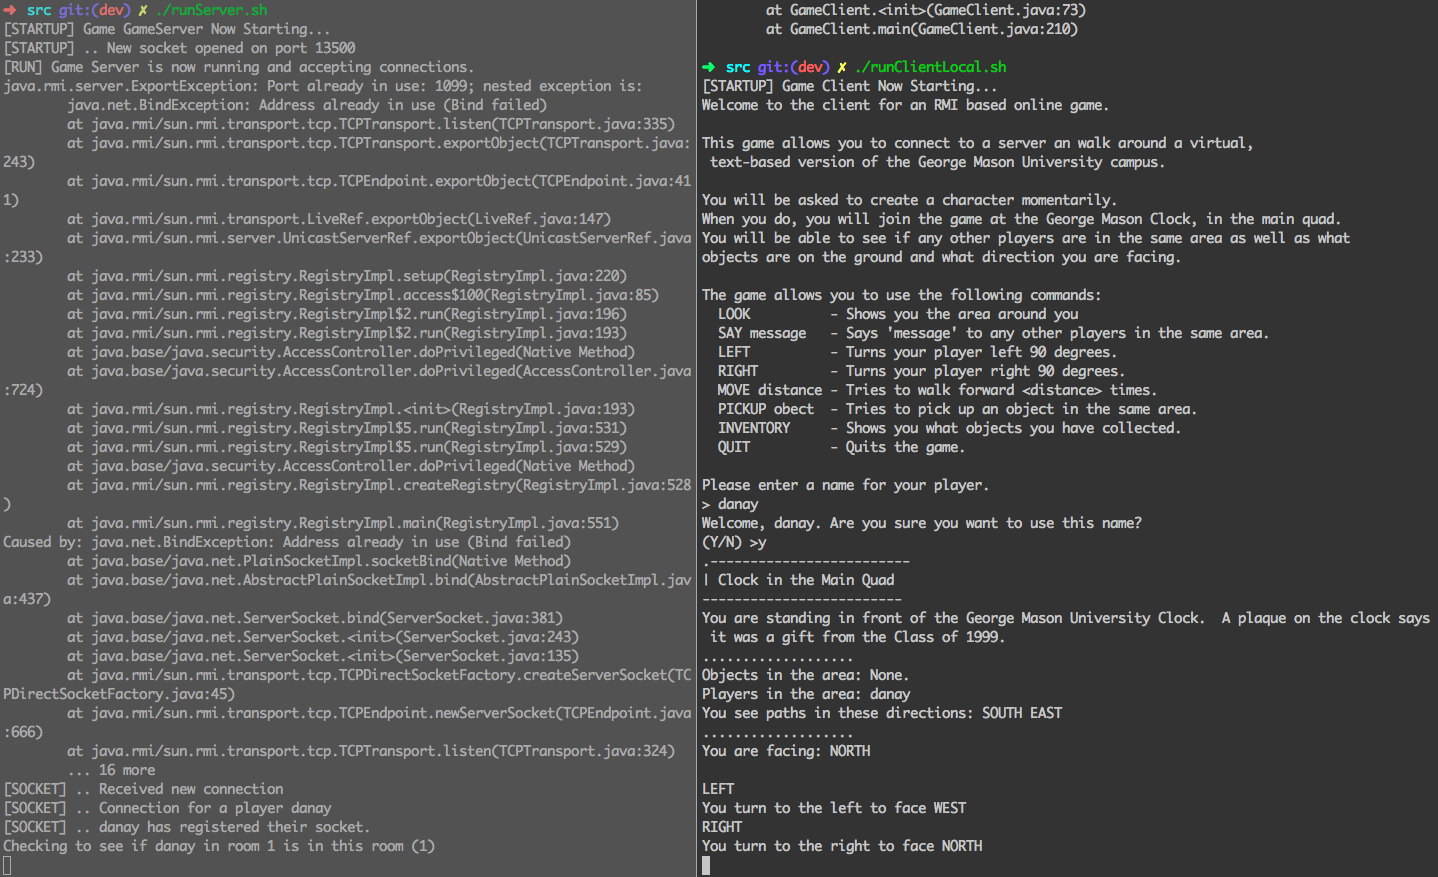 ➜ src git:(dev) ✗ ./runServer.sh
[STARTUP] Game GameServer Now Starting...
[STARTUP] .. New socket opened on port 13500
[RUN] Game Server is now running and accepting connections.
java.rmi.server.ExportException: Port already in use: 1099; nested exception is:
java.net.BindException: Address already in use (Bind failed)
at java.rmi/sun.rmi.transport.tcp.TCPTransport.listen(TCPTransport.java:335)
at java.rmi/sun.rmi.transport.tcp.TCPTransport.exportObject(TCPTransport.java:
243)
at java.rmi/sun.rmi.transport.tcp.TCPEndpoint.exportObject(TCPEndpoint.java:41
1)
at java.rmi/sun.rmi.transport.LiveRef.exportObject(LiveRef.java:147)
at java.rmi/sun.rmi.server.UnicastServerRef.exportObject(UnicastServerRef.java
:233)
at java.rmi/sun.rmi.registry.RegistryImpl.setup(RegistryImpl.java:220)
at java.rmi/sun.rmi.registry.RegistryImpl.access$100(RegistryImpl.java:85)
at java.rmi/sun.rmi.registry.RegistryImpl$2.run(RegistryImpl.java:196)
at java.rmi/sun.rmi.registry.RegistryImpl$2.run(RegistryImpl.java:193)
at java.base/java.security.AccessController.doPrivileged(Native Method)
at java.base/java.security.AccessController.doPrivileged(AccessController.java
:724)
at java.rmi/sun.rmi.registry.RegistryImpl.<init>(RegistryImpl.java:193)
at java.rmi/sun.rmi.registry.RegistryImpl$5.run(RegistryImpl.java:531)
at java.rmi/sun.rmi.registry.RegistryImpl$5.run(RegistryImpl.java:529)
at java.base/java.security.AccessController.doPrivileged(Native Method)
at java.rmi/sun.rmi.registry.RegistryImpl.createRegistry(RegistryImpl.java:528
)
at java.rmi/sun.rmi.registry.RegistryImpl.main(RegistryImpl.java:551)
Caused by: java.net.BindException: Address already in use (Bind failed)
at java.base/java.net.PlainSocketImpl.socketBind(Native Method)
at java.base/java.net.AbstractPlainSocketImpl.bind(AbstractPlainSocketImpl.jav
a:437)
at java.base/java.net.ServerSocket.bind(ServerSocket.java:381)
at java.base/java.net.ServerSocket.<init>(ServerSocket.java:243)
at java.base/java.net.ServerSocket.<init>(ServerSocket.java:135)
at java.rmi/sun.rmi.transport.tcp.TCPDirectSocketFactory.createServerSocket(TC
PDirectSocketFactory.java:45)
at java.rmi/sun.rmi.transport.tcp.TCPEndpoint.newServerSocket(TCPEndpoint.java
:666)
at java.rmi/sun.rmi.transport.tcp.TCPTransport.listen(TCPTransport.java:324)
... 16 more
[SOCKET] .. Received new connection
[SOCKET] .. Connection for a player danay
[SOCKET] .. danay has registered their socket.
Checking to see if danay in room 1 is in this room (1)
at GameClient.<init>(GameClient.java:73)
at GameClient.main(GameClient.java:210)
➜ src git:(dev) ✗ ./runClientLocal.sh
[STARTUP] Game Client Now Starting...
Welcome to the client for an RMI based online game.
This game allows you to connect to a server an walk around a virtual,
text-based version of the George Mason University campus.
You will be asked to create a character momentarily.
When you do, you will join the game at the George Mason Clock, in the main quad.
You will be able to see if any other players are in the same area as well as what
objects are on the ground and what direction you are facing.
The game allows you to use the following commands:
LOOK - Shows you the area around you
SAY message - Says 'message' to any other players in the same area.
LEFT - Turns your player left 90 degrees.
RIGHT - Turns your player right 90 degrees.
MOVE distance - Tries to walk forward <distance> times.
PICKUP obect - Tries to pick up an object in the same area.
INVENTORY - Shows you what objects you have collected.
QUIT - Quits the game.
Please enter a name for your player.
> danay
Welcome, danay. Are you sure you want to use this name?
(Y/N) >y
.-------------------------
| Clock in the Main Quad
-------------------------
You are standing in front of the George Mason University Clock. A plaque on the clock says
it was a gift from the Class of 1999.
...................
Objects in the area: None.
Players in the area: danay
You see paths in these directions: SOUTH EAST
...................
You are facing: NORTH
LEFT
You turn to the left to face WEST
RIGHT
You turn to the right to face NORTH